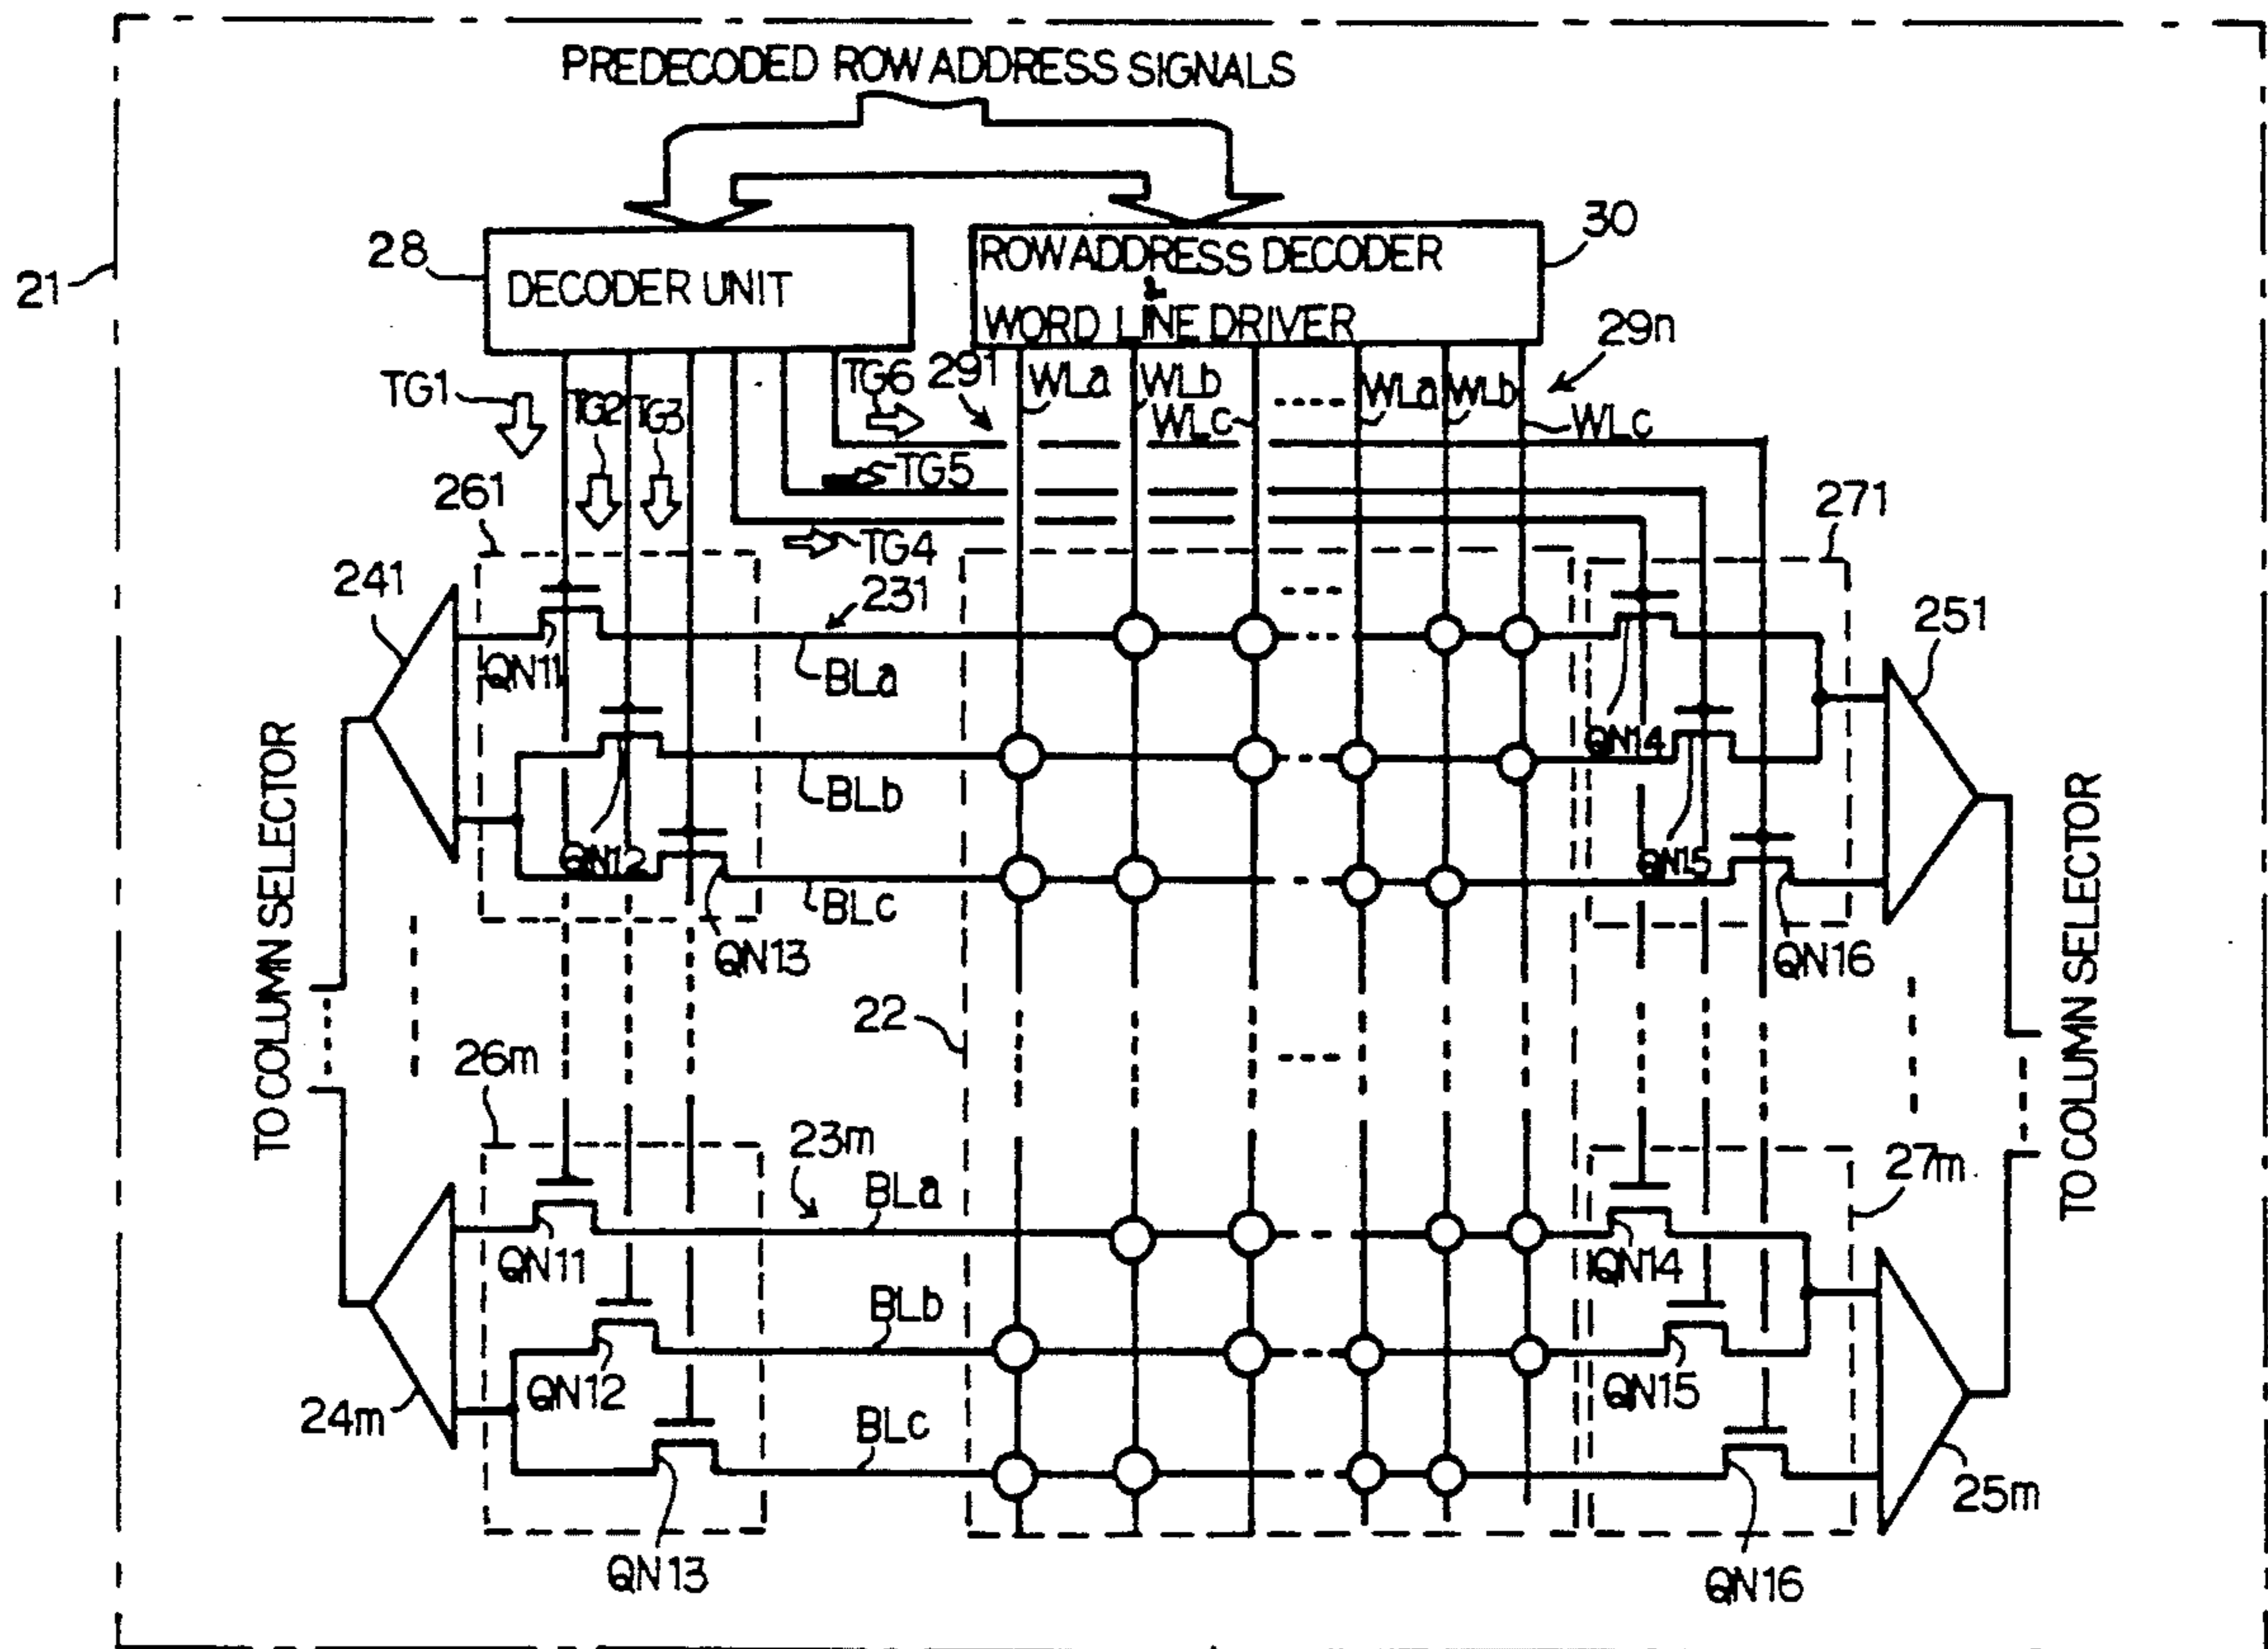 PREDECODED ROW ADDRESS SIGNALS
21
28
DECODER UNIT
ROW ADDRESS DECODER
&
WORD LINE DRIVER
30
29n
TG1
TG2
TG3
TG6
291
WLa
WLb
WLc
WLa
WLb
WLc
TG5
TG4
261
271
241
231
251
QN11
BLa
QN14
BLb
QN12
QN15
BLc
QN13
QN16
TO COLUMN SELECTOR
TO COLUMN SELECTOR
22
26m
23m
27m
BLa
QN11
QN14
BLb
QN12
QN15
24m
BLc
25m
QN13
QN16